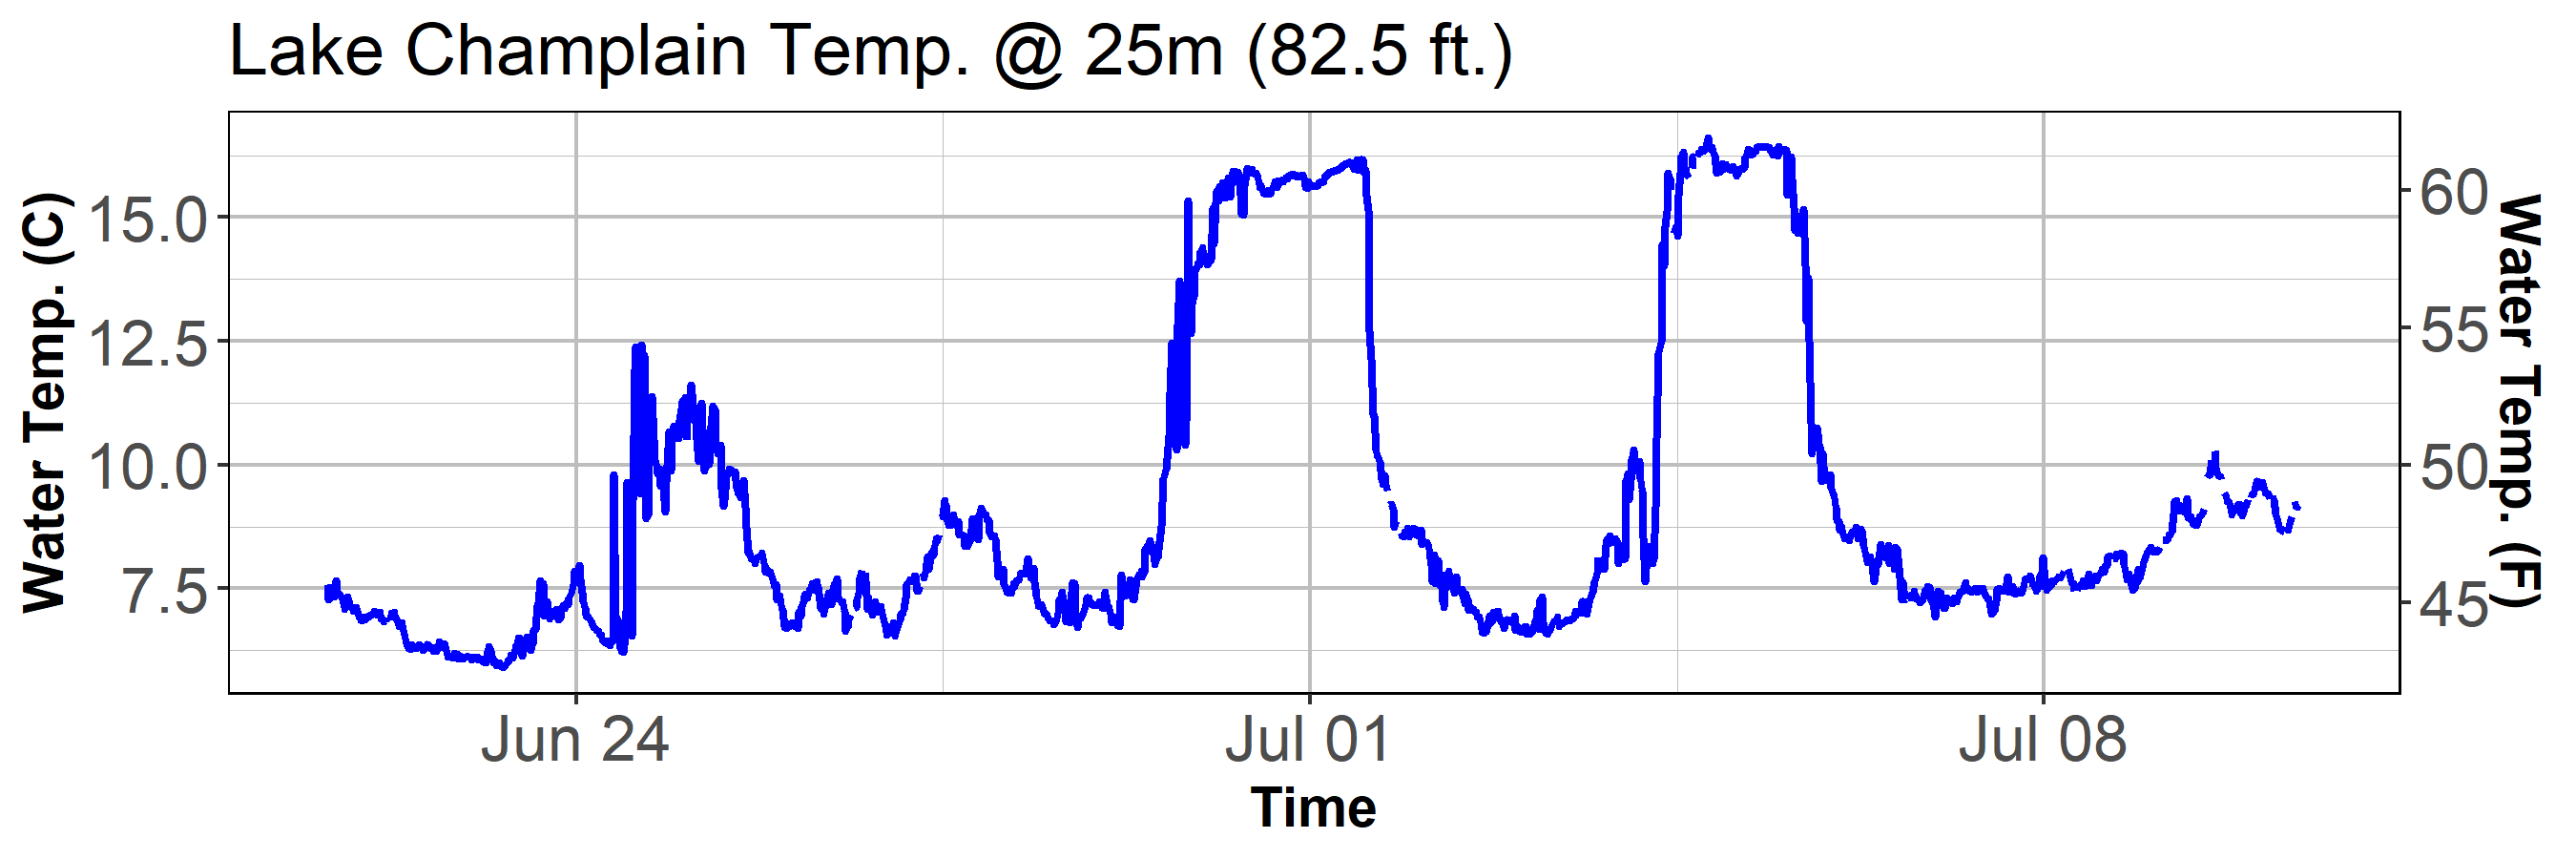 Lake Champlain Temp. @ 25m (82.5 ft.)
Water Temp. (C)
15.0
12.5
10.0
7.5
60
55
50
45
Water Temp. (F)
Jun 24
Jul 01
Jul 08
Time